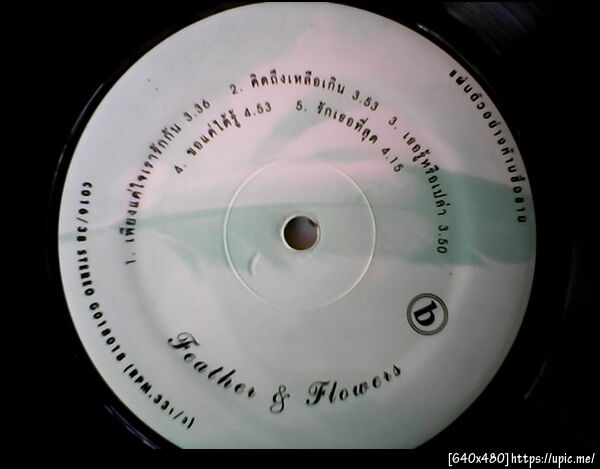 แผ่นตัวอย่างห้ามซื้อขาย
1. เพียงแค่ใจเรารักกัน 3.36
2. คิดถึงเหลือเกิน 3.53
3. เธอรู้หรือเปล่า 3.50
4. ขอแค่ได้รู้ 4.53
5. รักเธอที่สุด 4.15
b
Feather & Flowers
[640x480]https://upic.me/